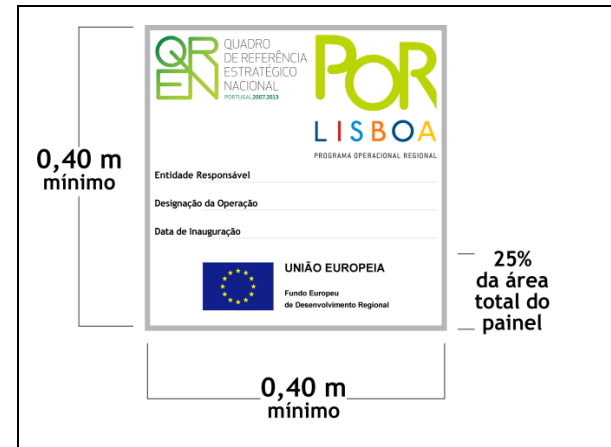 QREN
QUADRO
DE REFERÊNCIA
ESTRATÉGICO
NACIONAL
PORTUGAL 2007.2013
POR
LISBOA
PROGRAMA OPERACIONAL REGIONAL
0,40 m
mínimo
Entidade Responsável
Designação da Operação
Data de Inauguração
UNIÃO EUROPEIA
Fundo Europeu
de Desenvolvimento Regional
25%
da área
total do
painel
0,40 m
mínimo